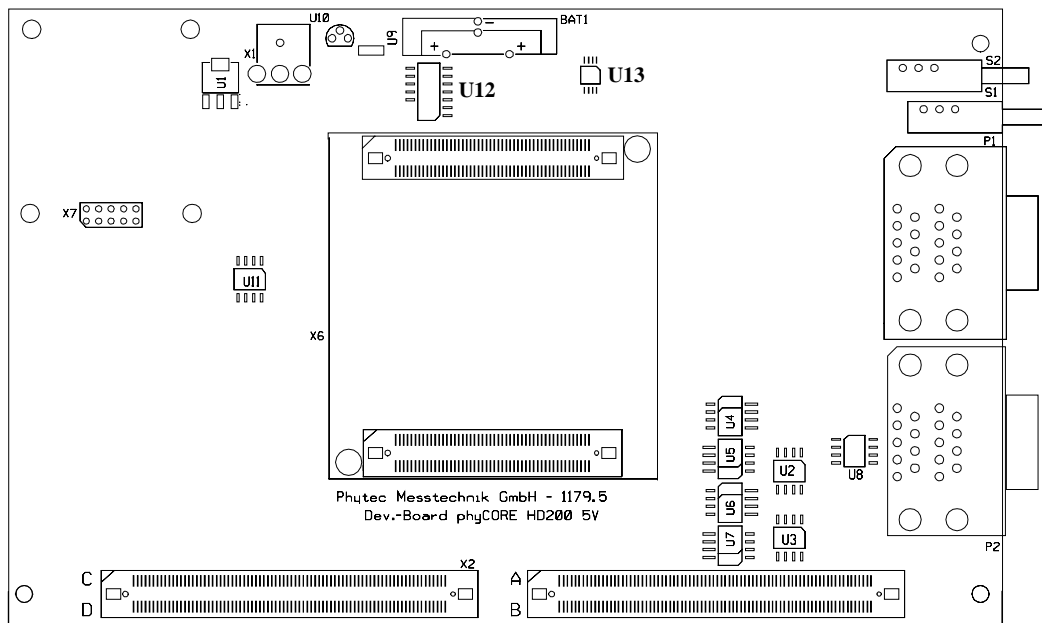 U10
BAT1
U9
-
X1
+ +
S2
U1
U12
U13
S1
P1
X7
U11
X6
U4
U5
U2
U8
Phytec Messtechnik GmbH - 1179.5
Dev.-Board phyCORE HD200 5V
U6
U7
U3
P2
X2
C
A
D
B